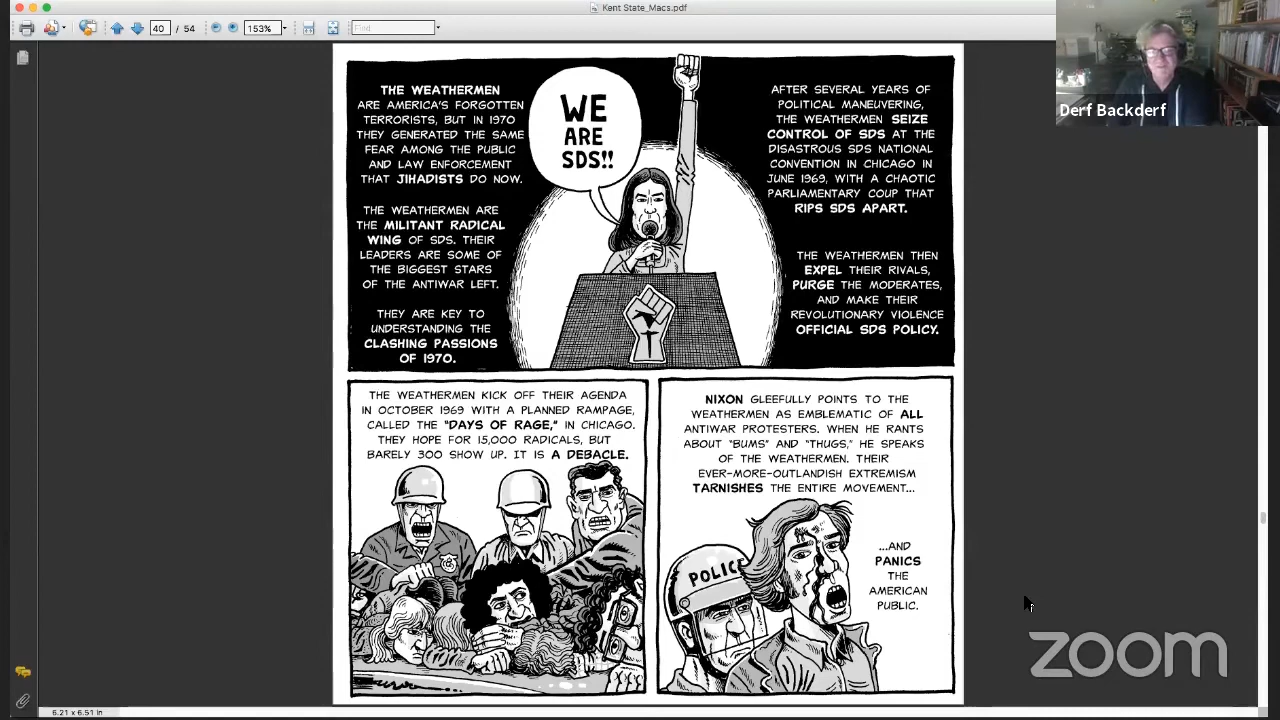 Kent State_Macs.pdf
40 / 54
153%
Find
Derf Backderf
THE WEATHERMEN
ARE AMERICA'S FORGOTTEN
TERRORISTS, BUT IN 1970
THEY GENERATED THE SAME
FEAR AMONG THE PUBLIC
AND LAW ENFORCEMENT
THAT JIHADISTS DO NOW.
THE WEATHERMEN ARE
THE MILITANT RADICAL
WING OF SDS. THEIR
LEADERS ARE SOME OF
THE BIGGEST STARS
OF THE ANTIWAR LEFT.
THEY ARE KEY TO
UNDERSTANDING THE
CLASHING PASSIONS
OF 1970.
WE
ARE
SDS!!
AFTER SEVERAL YEARS OF
POLITICAL MANEUVERING,
THE WEATHERMEN SEIZE
CONTROL OF SDS AT THE
DISASTROUS SDS NATIONAL
CONVENTION IN CHICAGO IN
JUNE 1969, WITH A CHAOTIC
PARLIAMENTARY COUP THAT
RIPS SDS APART.
THE WEATHERMEN THEN
EXPEL THEIR RIVALS,
PURGE THE MODERATES,
AND MAKE THEIR
REVOLUTIONARY VIOLENCE
OFFICIAL SDS POLICY.
THE WEATHERMEN KICK OFF THEIR AGENDA
IN OCTOBER 1969 WITH A PLANNED RAMPAGE,
CALLED THE "DAYS OF RAGE," IN CHICAGO.
THEY HOPE FOR 15,000 RADICALS, BUT
BARELY 300 SHOW UP. IT IS A DEBACLE.
NIXON GLEEFULLY POINTS TO THE
WEATHERMEN AS EMBLEMATIC OF ALL
ANTIWAR PROTESTERS. WHEN HE RANTS
ABOUT "BUMS" AND "THUGS," HE SPEAKS
OF THE WEATHERMEN. THEIR
EVER-MORE-OUTLANDISH EXTREMISM
TARNISHES THE ENTIRE MOVEMENT...
...AND
PANICS
THE
AMERICAN
PUBLIC.
POLICE
zoom
6.21 x 6.51 in